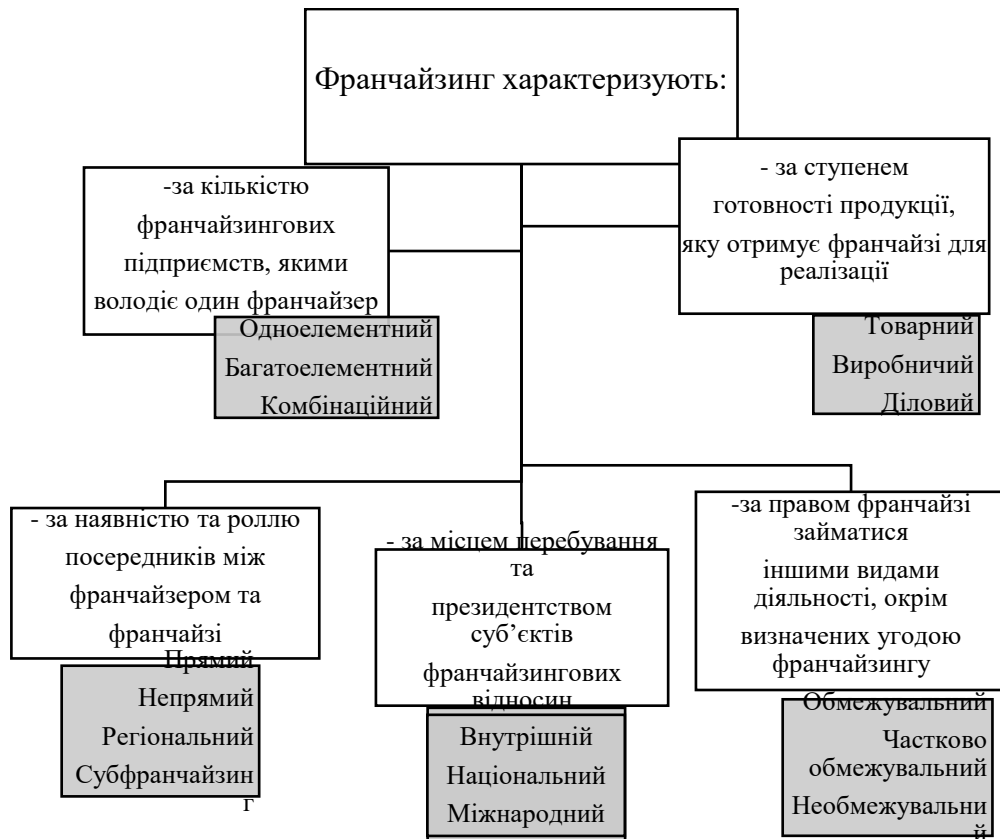 Франчайзинг характеризують:
-за кількістю
франчайзингових
підприємств, якими
володіє один франчайзер
Одноелементний
Багатоелементний
Комбінаційний
- за ступенем
готовності продукції,
яку отримує франчайзі для
реалізації
Товарний
Виробничий
Діловий
- за наявністю та роллю
посередників між
франчайзером та
франчайзі
Прямий
Непрямий
Регіональний
Субфранчайзин
г
- за місцем перебування
та
президентством
суб’єктів
франчайзингових
відносин
Внутрішній
Національний
Міжнародний
-за правом франчайзі
займатися
іншими видами
діяльності, окрім
визначених угодою
франчайзингу
Обмежувальний
Частково
обмежувальний
Необмежувальни
й